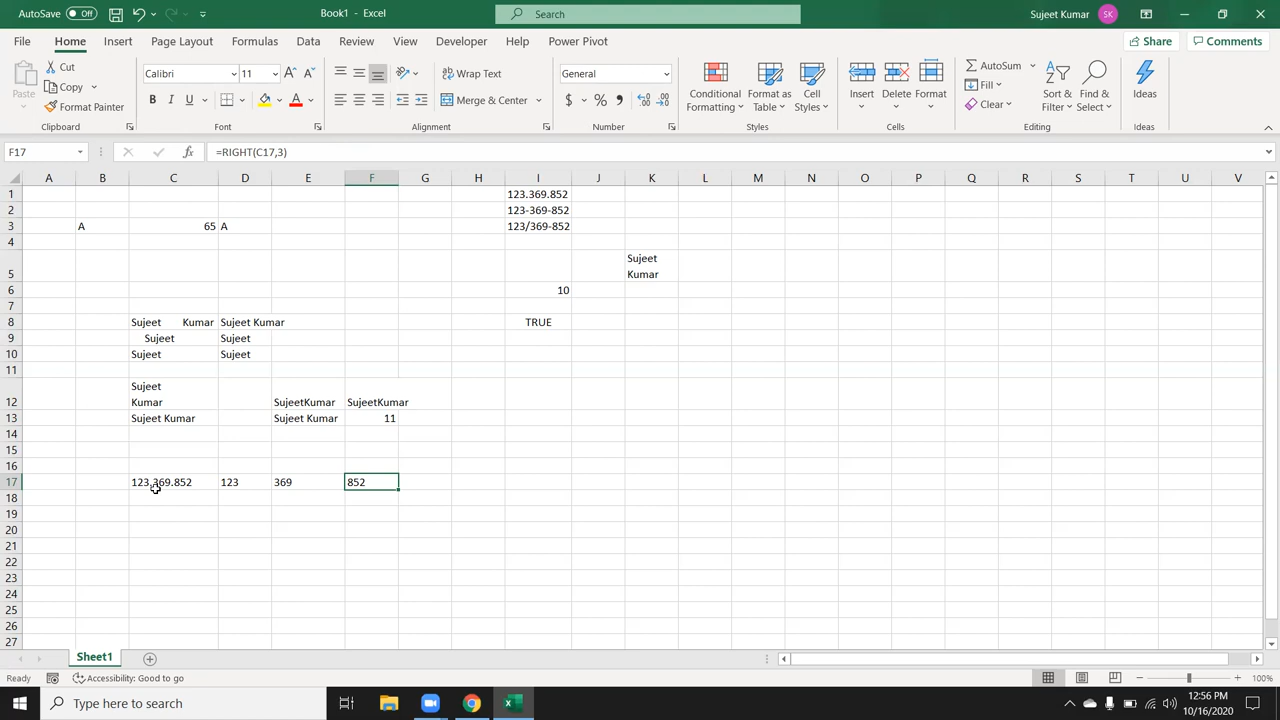 AutoSave Off Book1 - Excel Search Sujeet Kumar SK
File Home Insert Page Layout Formulas Data Review View Developer Help Power Pivot Share Comments
Paste Cut Copy Format Painter Clipboard
Calibri 11 B I U A Font
Wrap Text Merge & Center Alignment
General $ % Number
Conditional Formatting Format as Table Cell Styles Styles
Insert Delete Format Cells
AutoSum Fill Clear Sort & Filter Find & Select Editing
Ideas Ideas
F17 fx =RIGHT(C17,3)
A B C D E F G H I J K L M N O P Q R S T U V
1 123.369.852
2 123-369-852
3 A 65 A 123/369-852
4
5 Sujeet Kumar
6 10
7
8 Sujeet Kumar Sujeet Kumar TRUE
9 Sujeet Sujeet
10 Sujeet Sujeet
11
12 Sujeet Kumar SujeetKumar SujeetKumar
13 Sujeet Kumar Sujeet Kumar 11
14
15
16
17 123.369.852 123 369 852
18
19
20
21
22
23
24
25
26
27
Sheet1
Ready Accessibility: Good to go 100%
Type here to search 12:56 PM
10/16/2020